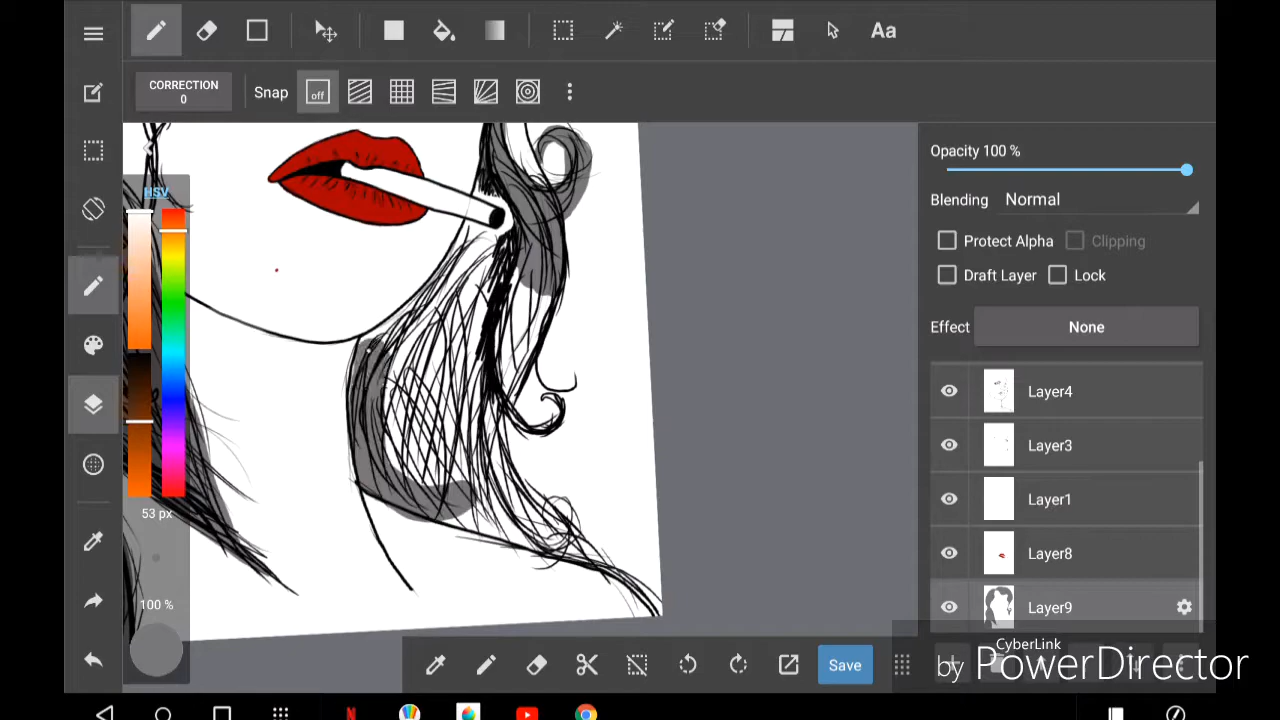 Aa
CORRECTION
0
Snap
off
Opacity 100 %
Blending Normal
Protect Alpha
Clipping
Draft Layer
Lock
Effect None
HSV
53 px
100 %
Layer4
Layer3
Layer1
Layer8
Layer9
Save
CyberLink
by PowerDirector